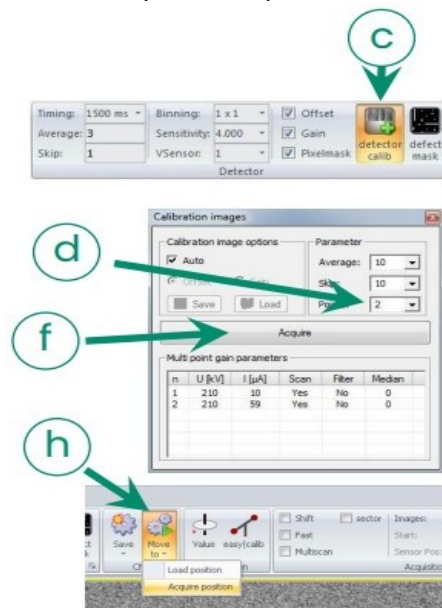 c
Timing: 1500 ms Binning: 1 x 1 Offset
Average: 3 Sensitivity: 4.000 Gain
Skip: 1 VSensor: 1 Pixelmask
detector calib
defect mask
Detector
Calibration images
d
Calibration image options
Auto
Save Load
Parameter
Average: 10
10
2
f
Acquire
Multi point gain parameters
n U [kV] I [µA] Scan Filter Median
1 210 10 Yes No 0
2 210 59 Yes No 0
h
Save
Move to
Value
easy|calib
Shift sector Images:
Fast Start:
Multiscan Sensor Pos:
Load position
Acquire position